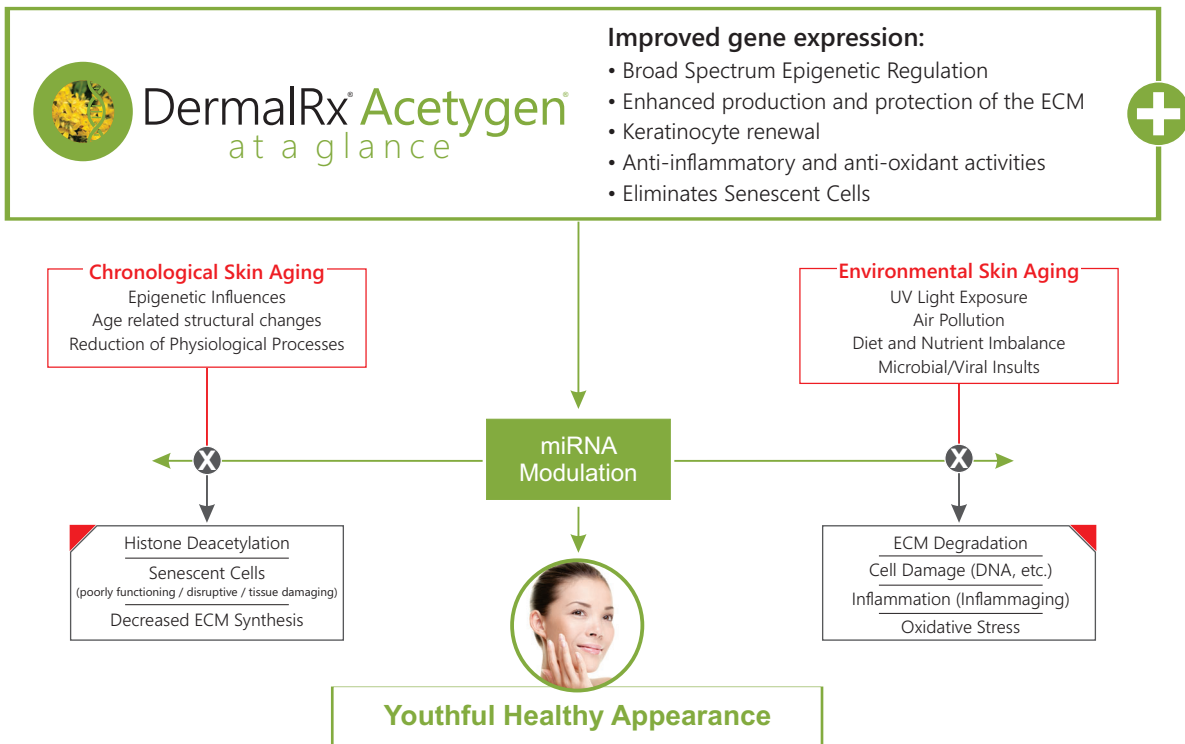 DermalRx® Acetygen®
at a glance
Improved gene expression:
• Broad Spectrum Epigenetic Regulation
• Enhanced production and protection of the ECM
• Keratinocyte renewal
• Anti-inflammatory and anti-oxidant activities
• Eliminates Senescent Cells
Chronological Skin Aging
Epigenetic Influences
Age related structural changes
Reduction of Physiological Processes
Environmental Skin Aging
UV Light Exposure
Air Pollution
Diet and Nutrient Imbalance
Microbial/Viral Insults
miRNA
Modulation
X
X
Histone Deacetylation
Senescent Cells
(poorly functioning / disruptive / tissue damaging)
Decreased ECM Synthesis
ECM Degradation
Cell Damage (DNA, etc.)
Inflammation (Inflammaging)
Oxidative Stress
Youthful Healthy Appearance